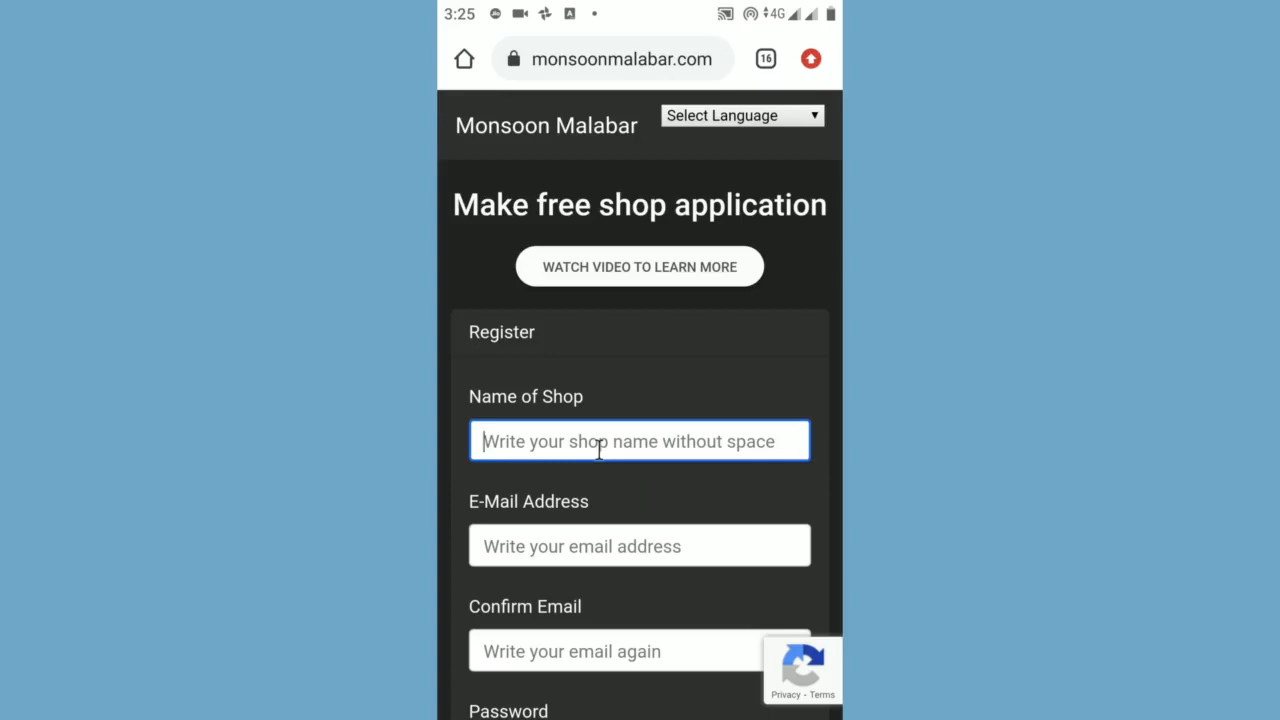 3:25
4G
monsoonmalabar.com
16
Monsoon Malabar
Select Language
Make free shop application
WATCH VIDEO TO LEARN MORE
Register
Name of Shop
Write your shop name without space
E-Mail Address
Write your email address
Confirm Email
Write your email again
Privacy - Terms
Password